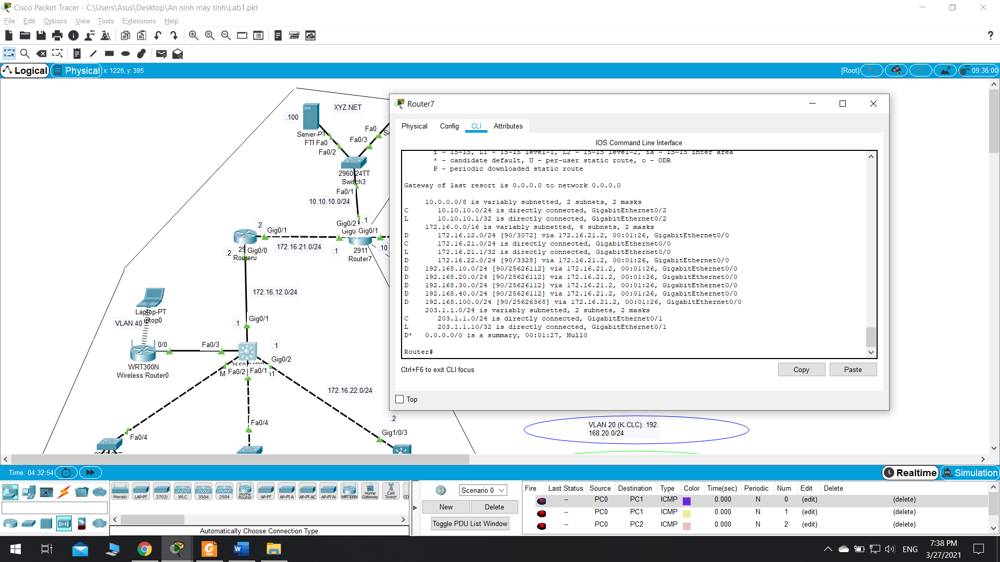 Cisco Packet Tracer - C:\Users\Asus\Desktop\An ninh máy tính\Lab1.pkt
File Edit Options View Tools Extensions Help
Logical Physical x: 1226, y: 395 [Root] 09:36:00
XYZ.NET
.100
Server-PT
FTP Fa0
Fa0
Fa0/3
Fa0/2
2960-24TT
Switch3
Fa0/1
10.10.10.0/24
.2
Gig0/1
Gig0/2
.1
Gig0/1
172.16.21.0/24
.1
.10
2911
Router7
.2
Gig0/0
Router0
172.16.12.0/24
Laptop-PT
VLAN 40
.1
Gig0/1
0/0
Fa0/3
.1
Gig0/2
WRT300N
Wireless Router0
Fa0/2
Fa0/1
172.16.22.0/24
.2
Gig1/0/3
Fa0/4
Fa0/4
VLAN 20 (K.CLC): 192.
168.20.0/24
Router7
Physical Config CLI Attributes
IOS Command Line Interface
i - IS-IS, L1 - IS-IS level-1, L2 - IS-IS level-2, ia - IS-IS inter area
* - candidate default, U - per-user static route, o - ODR
P - periodic downloaded static route
Gateway of last resort is 0.0.0.0 to network 0.0.0.0
10.0.0.0/8 is variably subnetted, 2 subnets, 2 masks
C 10.10.10.0/24 is directly connected, GigabitEthernet0/2
L 10.10.10.1/32 is directly connected, GigabitEthernet0/2
172.16.0.0/16 is variably subnetted, 4 subnets, 2 masks
D 172.16.12.0/24 [90/3072] via 172.16.21.2, 00:01:26, GigabitEthernet0/0
C 172.16.21.0/24 is directly connected, GigabitEthernet0/0
L 172.16.21.1/32 is directly connected, GigabitEthernet0/0
D 172.16.22.0/24 [90/3328] via 172.16.21.2, 00:01:26, GigabitEthernet0/0
D 192.168.10.0/24 [90/25626112] via 172.16.21.2, 00:01:26, GigabitEthernet0/0
D 192.168.20.0/24 [90/25626112] via 172.16.21.2, 00:01:26, GigabitEthernet0/0
D 192.168.30.0/24 [90/25626112] via 172.16.21.2, 00:01:26, GigabitEthernet0/0
D 192.168.40.0/24 [90/25626112] via 172.16.21.2, 00:01:26, GigabitEthernet0/0
D 192.168.100.0/24 [90/25626368] via 172.16.21.2, 00:01:26, GigabitEthernet0/0
203.1.1.0/24 is variably subnetted, 2 subnets, 2 masks
C 203.1.1.0/24 is directly connected, GigabitEthernet0/1
L 203.1.1.10/32 is directly connected, GigabitEthernet0/1
D* 0.0.0.0/0 is a summary, 00:01:27, Null0
Router#
Ctrl+F6 to exit CLI focus
Copy Paste
Top
Time: 04:32:54
Realtime Simulation
Meraki LAP-PT 3702i WLC 3504 2504 Home Router AP-PT AP-PT-A AP-PT-AC AP-PT-N WRT300N Home Gateway Cell Tower CO
Automatically Choose Connection Type
Scenario 0
New Delete
Toggle PDU List Window
Fire Last Status Source Destination Type Color Time(sec) Periodic Num Edit Delete
-- PC0 PC1 ICMP 0.000 N 0 (edit) (delete)
-- PC0 PC1 ICMP 0.000 N 1 (edit) (delete)
-- PC0 PC2 ICMP 0.000 N 2 (edit) (delete)
ENG
7:38 PM
3/27/2021